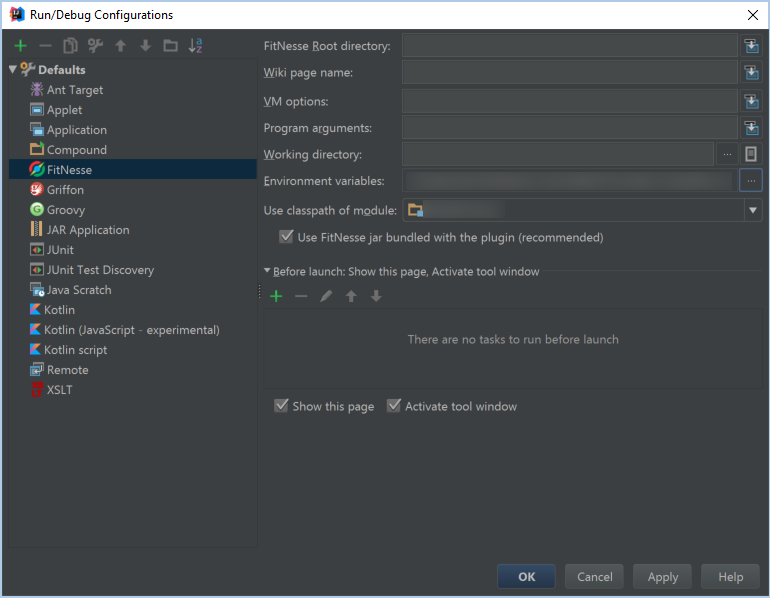 Run/Debug Configurations
Defaults
Ant Target
Applet
Application
Compound
FitNesse
Griffon
Groovy
JAR Application
JUnit
JUnit Test Discovery
Java Scratch
Kotlin
Kotlin (JavaScript - experimental)
Kotlin script
Remote
XSLT
FitNesse Root directory:
Wiki page name:
VM options:
Program arguments:
Working directory:
...
Environment variables:
...
Use classpath of module:
Use FitNesse jar bundled with the plugin (recommended)
Before launch: Show this page, Activate tool window
There are no tasks to run before launch
Show this page Activate tool window
OK Cancel Apply Help